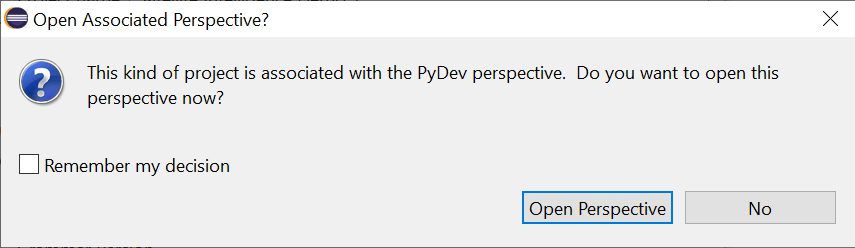 Open Associated Perspective?
This kind of project is associated with the PyDev perspective.  Do you want to open this
perspective now?
Remember my decision
Open Perspective
No